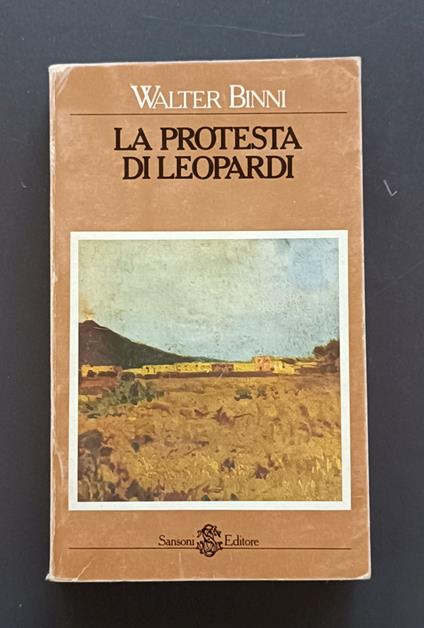 WALTER BINNI
LA PROTESTA
DI LEOPARDI
Sansoni Editore